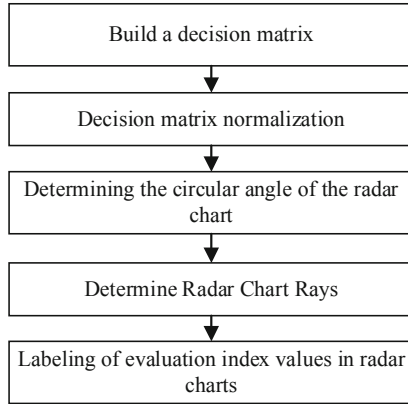 Build a decision matrix
Decision matrix normalization
Determining the circular angle of the radar
chart
Determine Radar Chart Rays
Labeling of evaluation index values in radar
charts